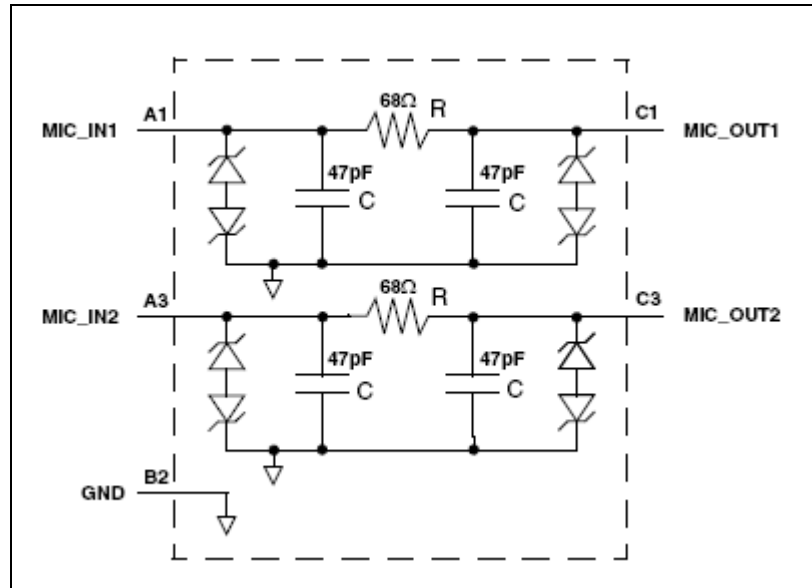 68Ω R
MIC_IN1 A1 C1 MIC_OUT1
47pF 47pF
C C
68Ω R
MIC_IN2 A3 C3 MIC_OUT2
47pF 47pF
C C
GND B2